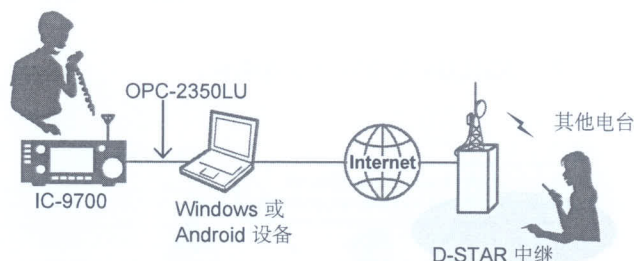 OPC-2350LU
其他电台
Internet
IC-9700
Windows 或
Android 设备
D-STAR 中继